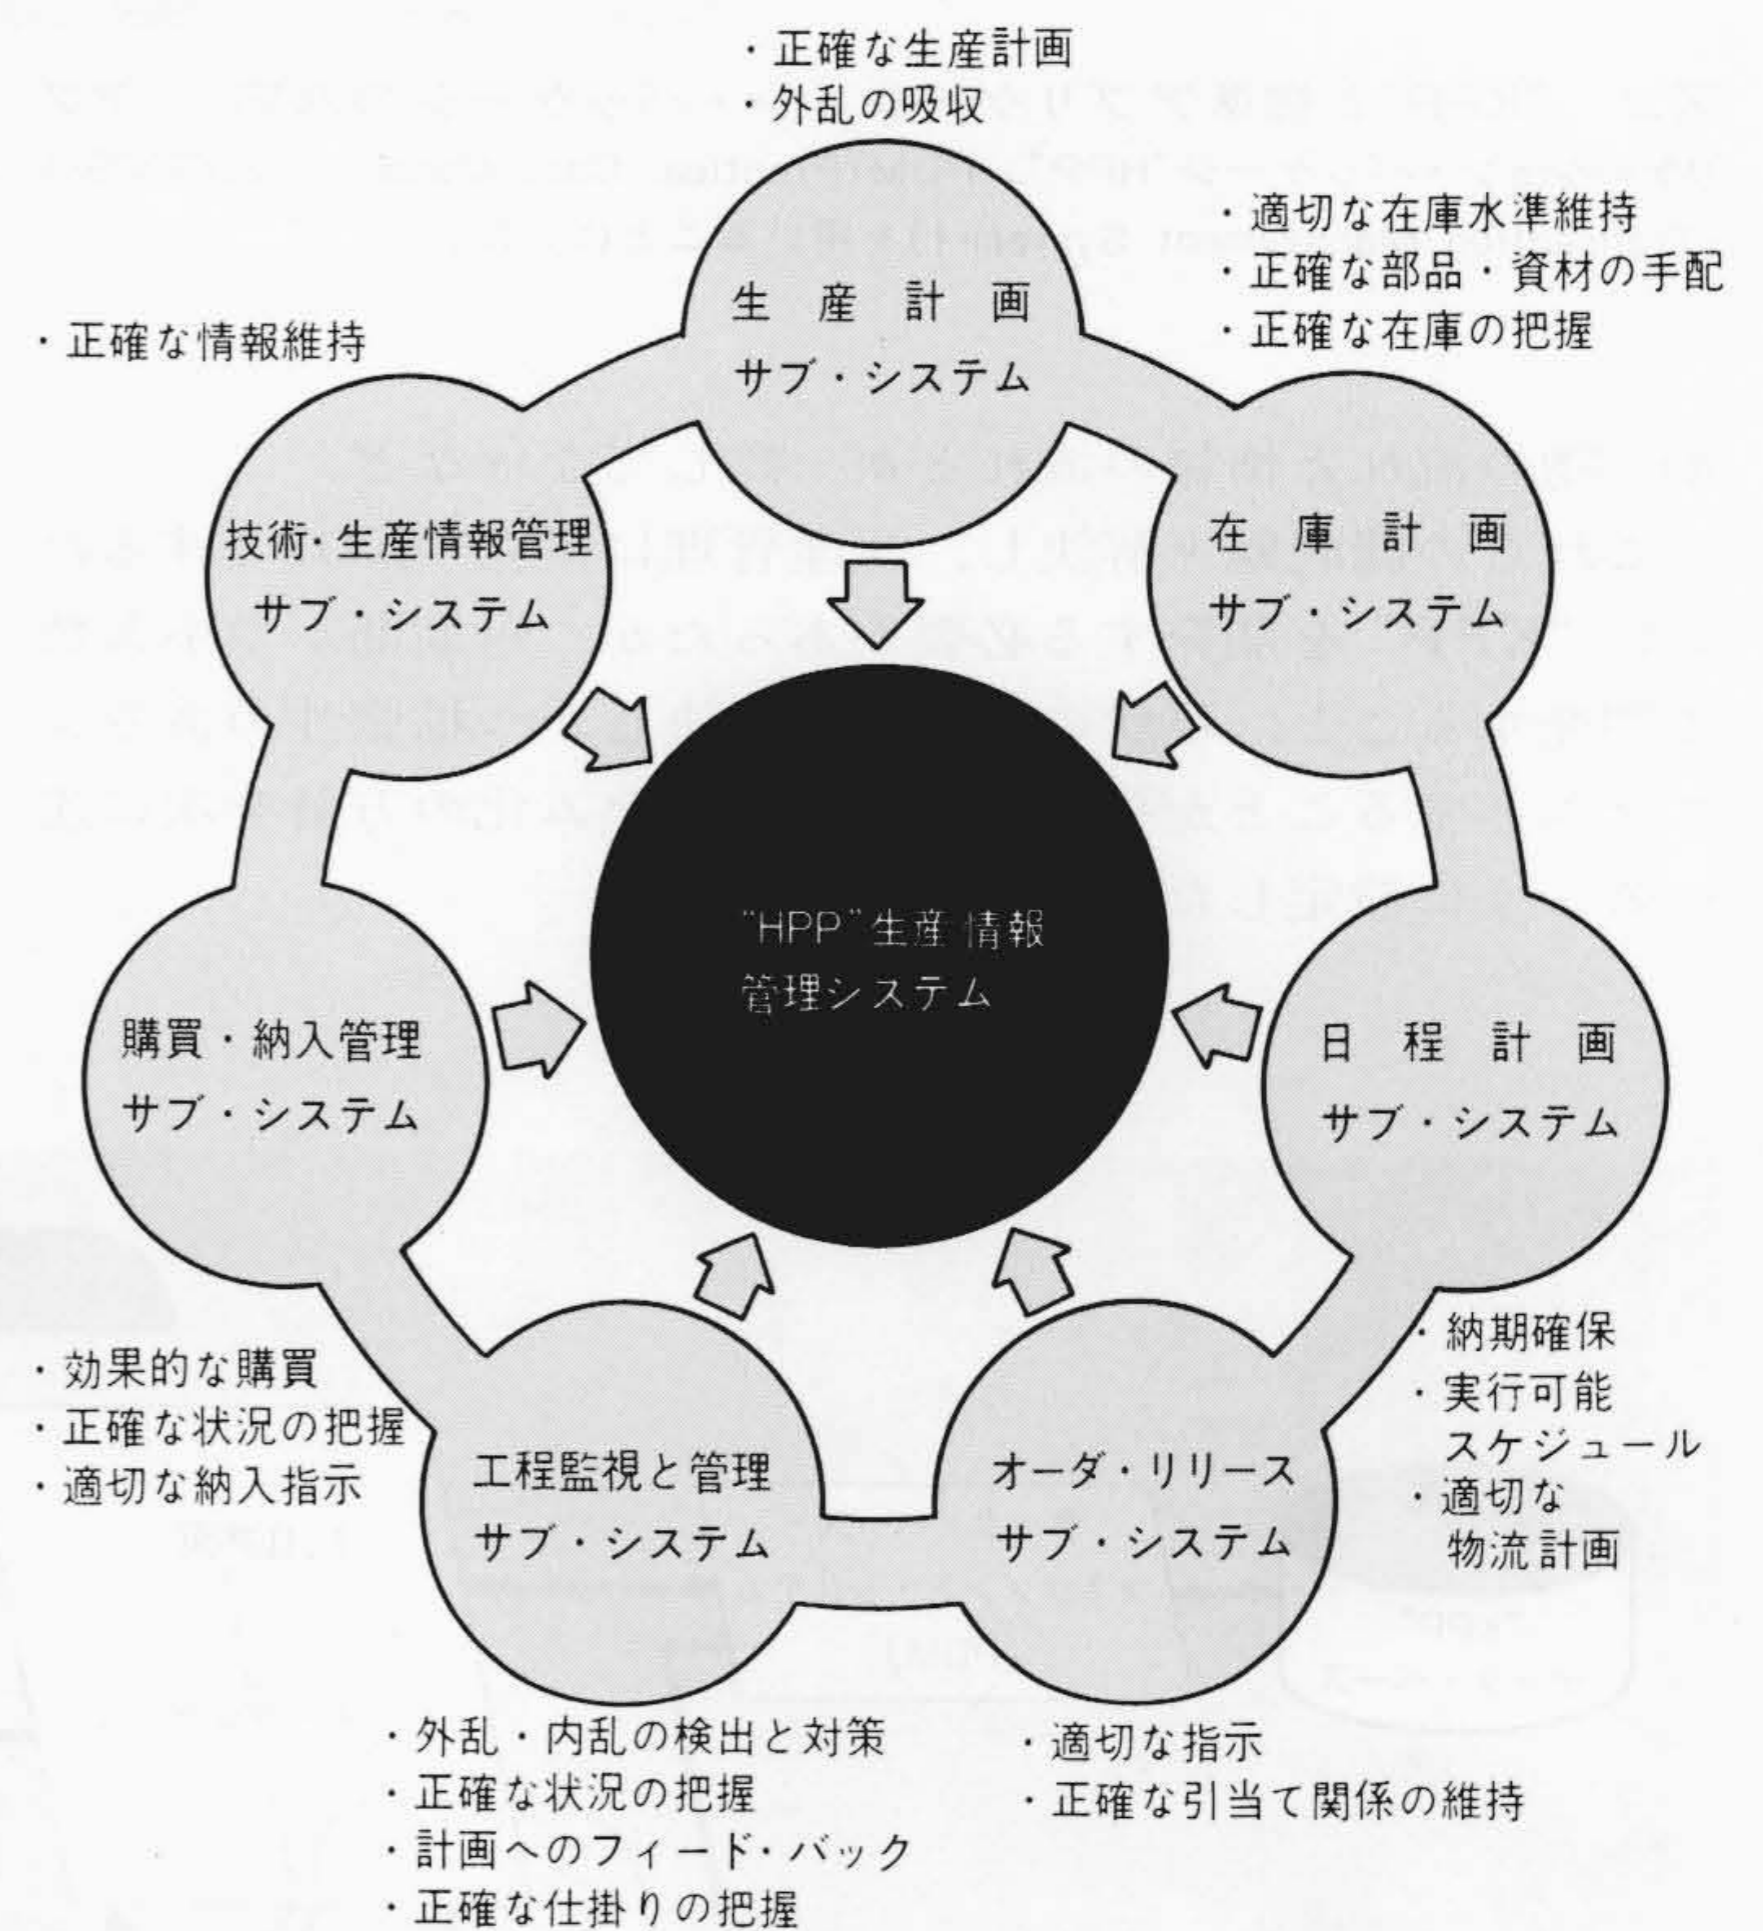 ・正確な生産計画
・外乱の吸収
生産計画
サブ・システム
・適切な在庫水準維持
・正確な部品・資材の手配
・正確な在庫の把握
在庫計画
サブ・システム
・正確な情報維持
技術・生産情報管理
サブ・システム
"HPP"生産情報
管理システム
購買・納入管理
サブ・システム
日程計画
サブ・システム
・効果的な購買
・正確な状況の把握
・適切な納入指示
・納期確保
・実行可能
スケジュール
・適切な
物流計画
工程監視と管理
サブ・システム
オーダ・リリース
サブ・システム
・外乱・内乱の検出と対策
・正確な状況の把握
・計画へのフィード・バック
・正確な仕掛りの把握
・適切な指示
・正確な引当て関係の維持